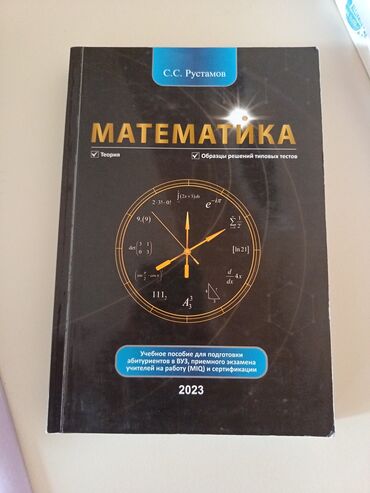 С.С. Рустамов
МАТЕМАТИКА
Теория
Образцы решений типовых тестов
Учебное пособие для подготовки
абитуриентов в ВУЗ, приемного экзамена
учителей на работу (MIQ) и сертификации
2023